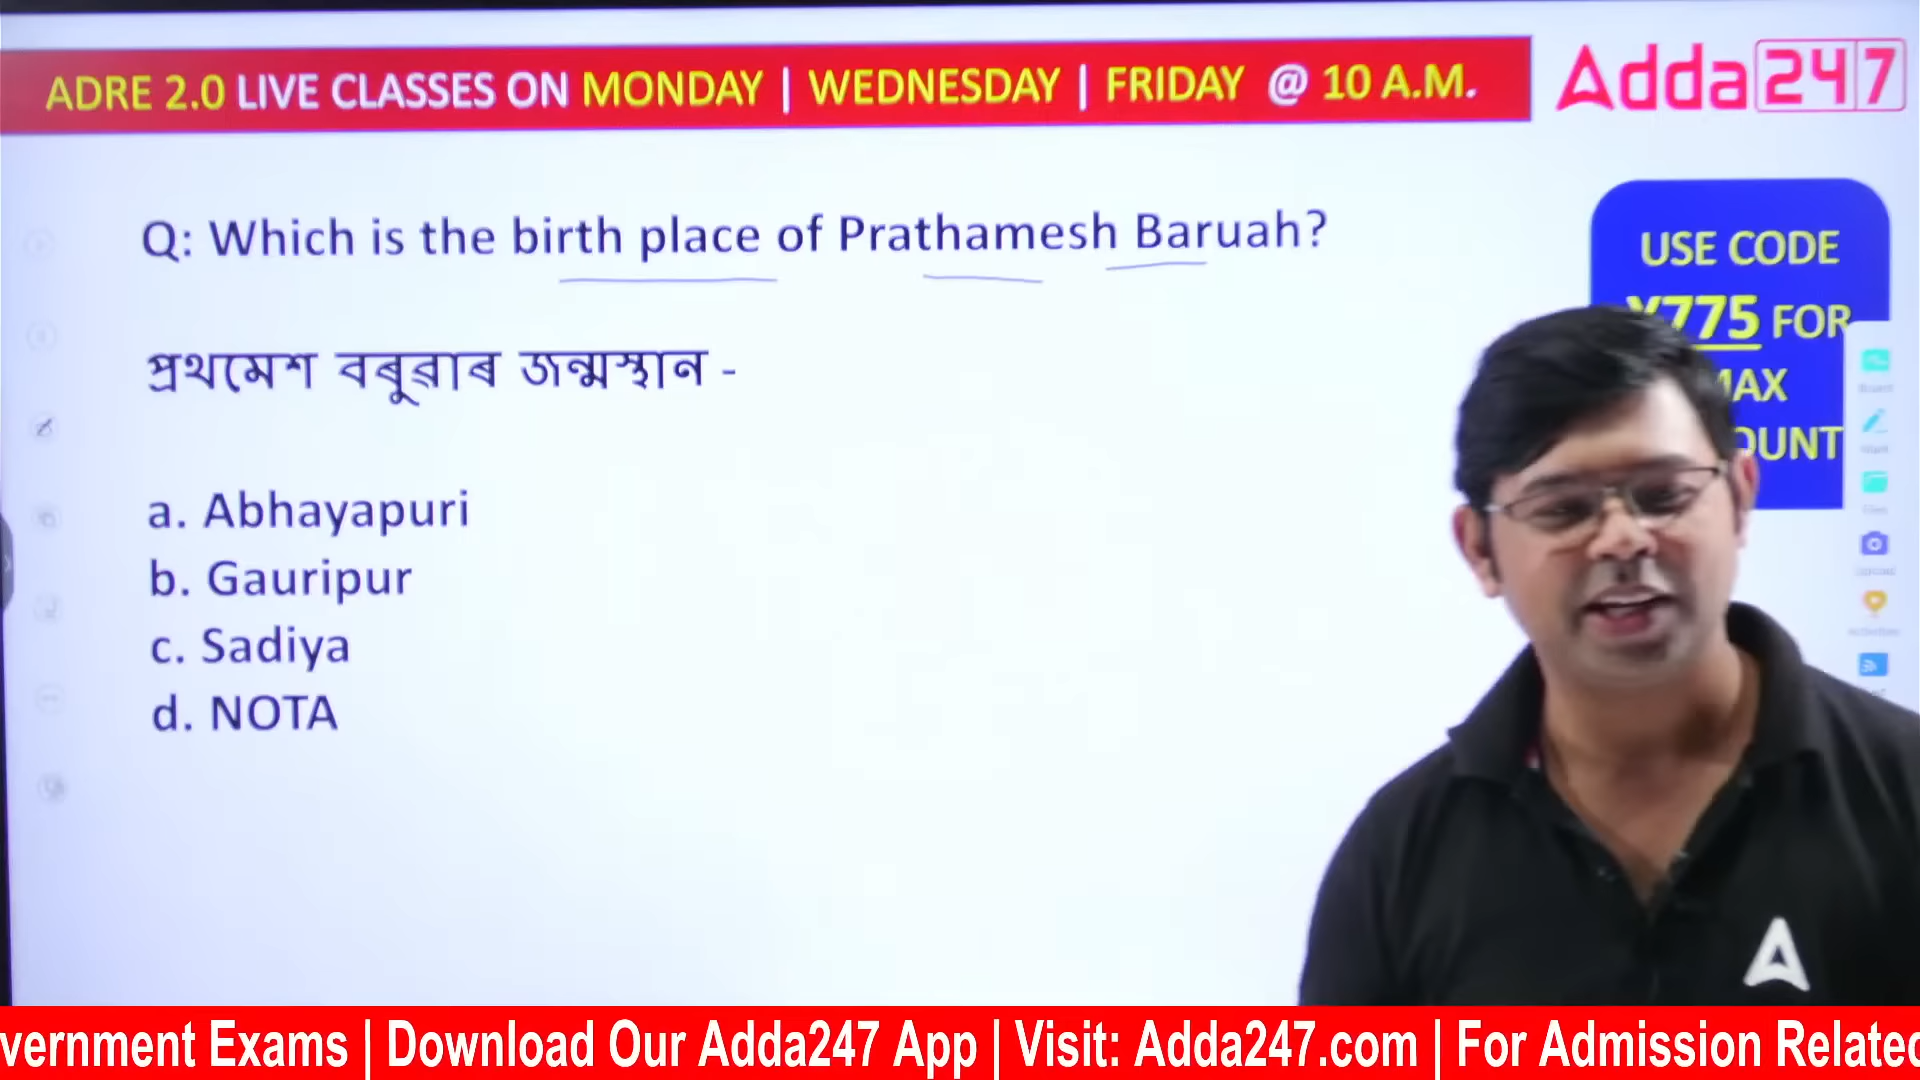 ADRE 2.0 LIVE CLASSES ON MONDAY | WEDNESDAY | FRIDAY @ 10 A.M.
Adda247
Q: Which is the birth place of Prathamesh Baruah?
প্ৰথমেশ বৰুৱাৰ জন্মস্থান -
a. Abhayapuri
b. Gauripur
c. Sadiya
d. NOTA
USE CODE
Y775 FOR
MAX
vernment Exams | Download Our Adda247 App | Visit: Adda247.com | For Admission Related